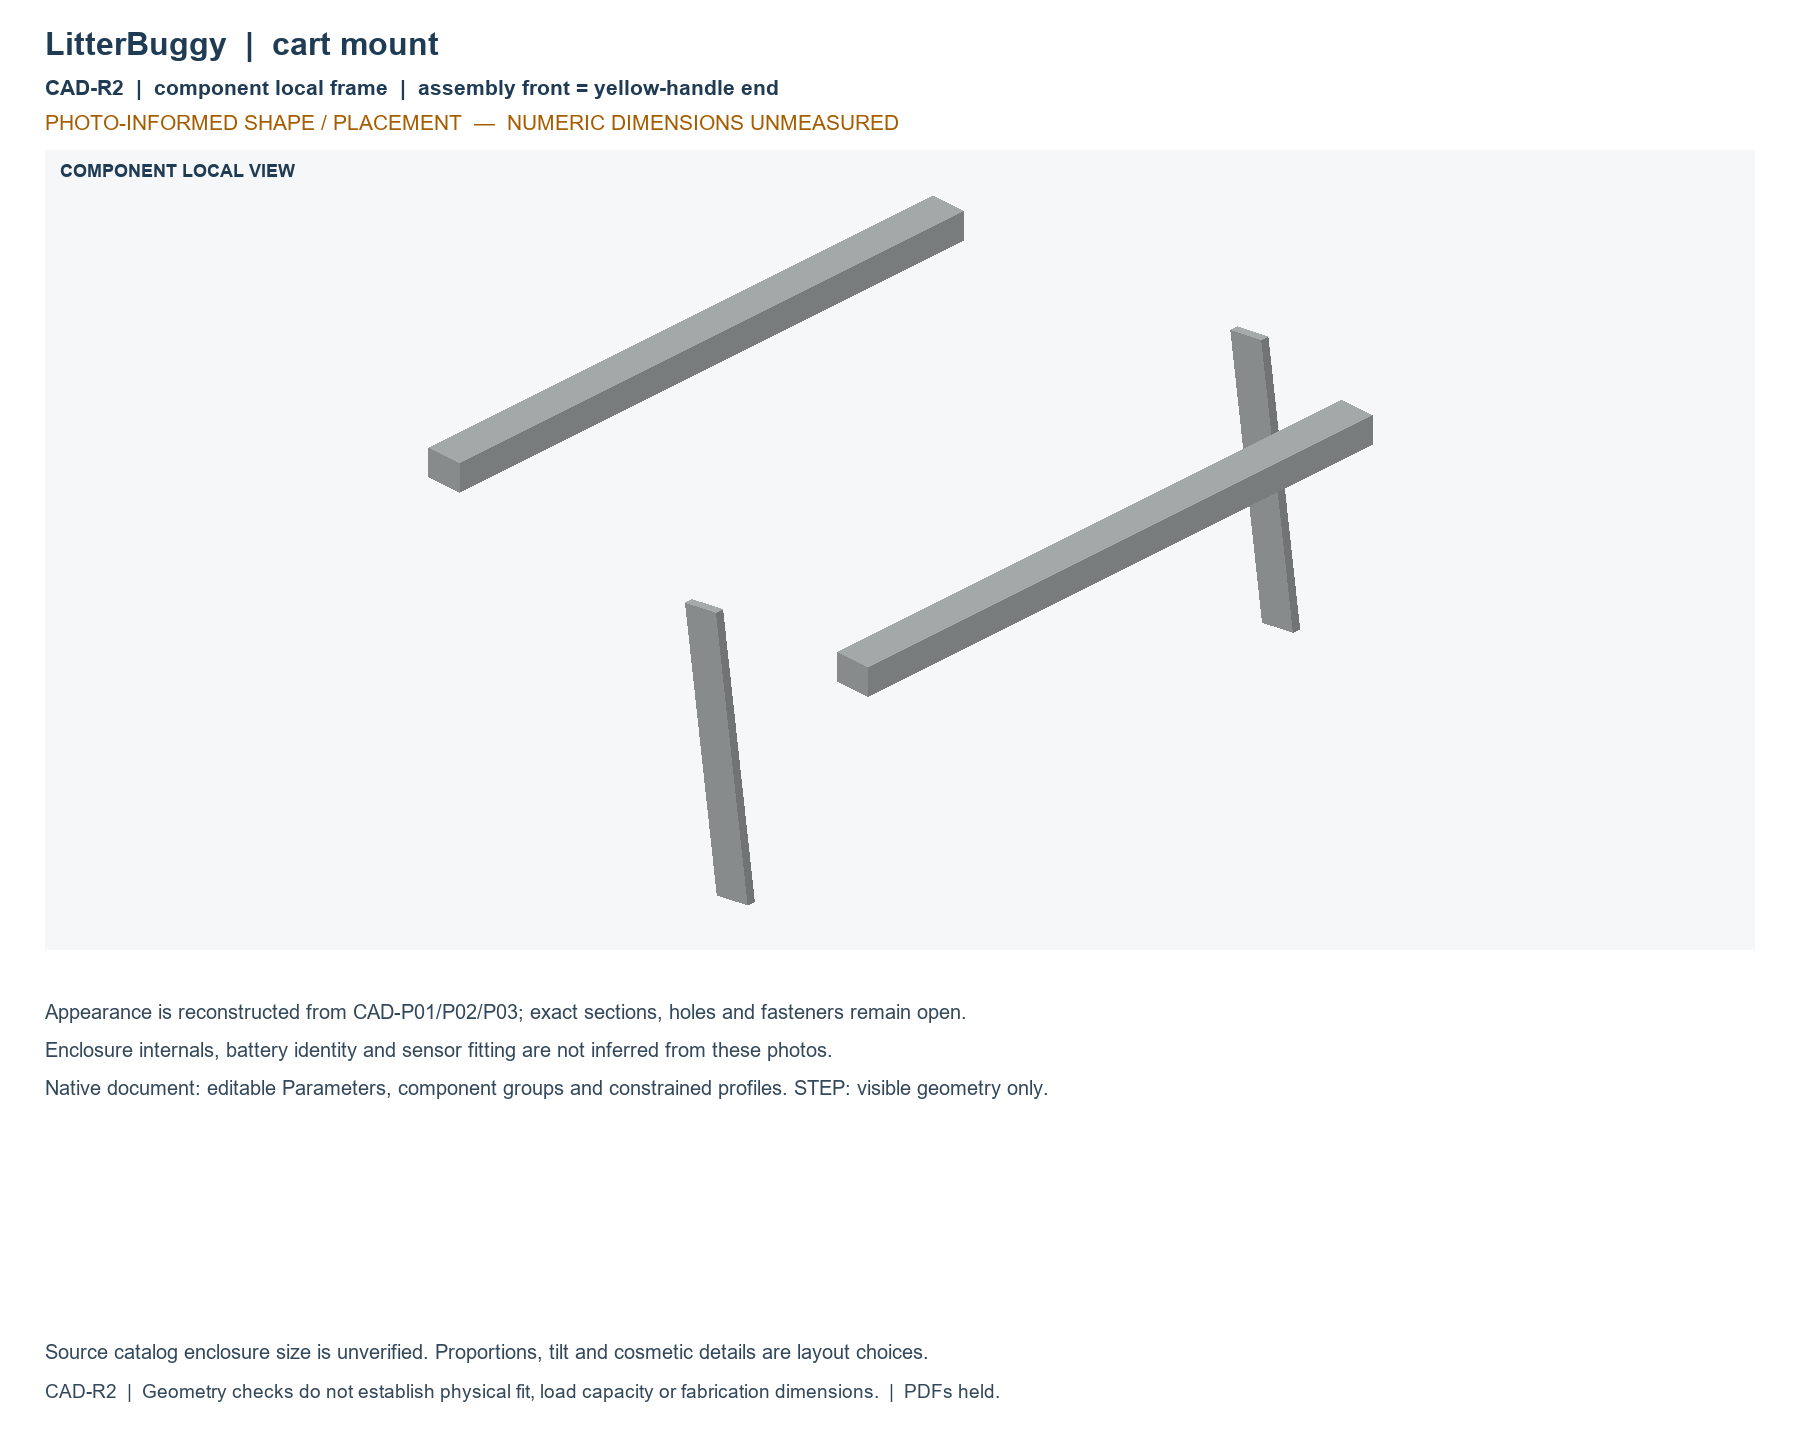 LitterBuggy | cart mount
CAD-R2 | component local frame | assembly front = yellow-handle end
PHOTO-INFORMED SHAPE / PLACEMENT — NUMERIC DIMENSIONS UNMEASURED
COMPONENT LOCAL VIEW
Appearance is reconstructed from CAD-P01/P02/P03; exact sections, holes and fasteners remain open.
Enclosure internals, battery identity and sensor fitting are not inferred from these photos.
Native document: editable Parameters, component groups and constrained profiles. STEP: visible geometry only.
Source catalog enclosure size is unverified. Proportions, tilt and cosmetic details are layout choices.
CAD-R2 | Geometry checks do not establish physical fit, load capacity or fabrication dimensions. | PDFs held.